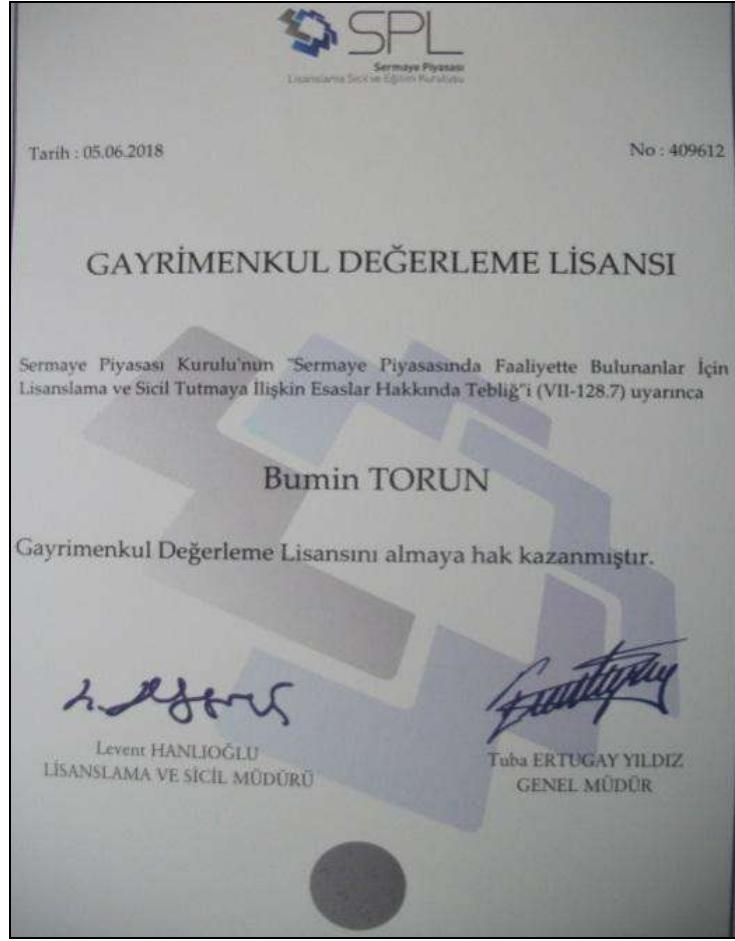 SPL
Sermaye Piyasası
Lisanslama Sicil ve Eğitim Kuruluşu
Tarih : 05.06.2018
No : 409612
GAYRİMENKUL DEĞERLEME LİSANSI
Sermaye Piyasası Kurulu'nun "Sermaye Piyasasında Faaliyette Bulunanlar İçin
Lisanslama ve Sicil Tutmaya İlişkin Esaslar Hakkında Tebliğ"i (VII-128.7) uyarınca
Bumin TORUN
Gayrimenkul Değerleme Lisansını almaya hak kazanmıştır.
Levent HANLIOĞLU
LİSANSLAMA VE SİCİL MÜDÜRÜ
Tuba ERTUGAY YILDIZ
GENEL MÜDÜR